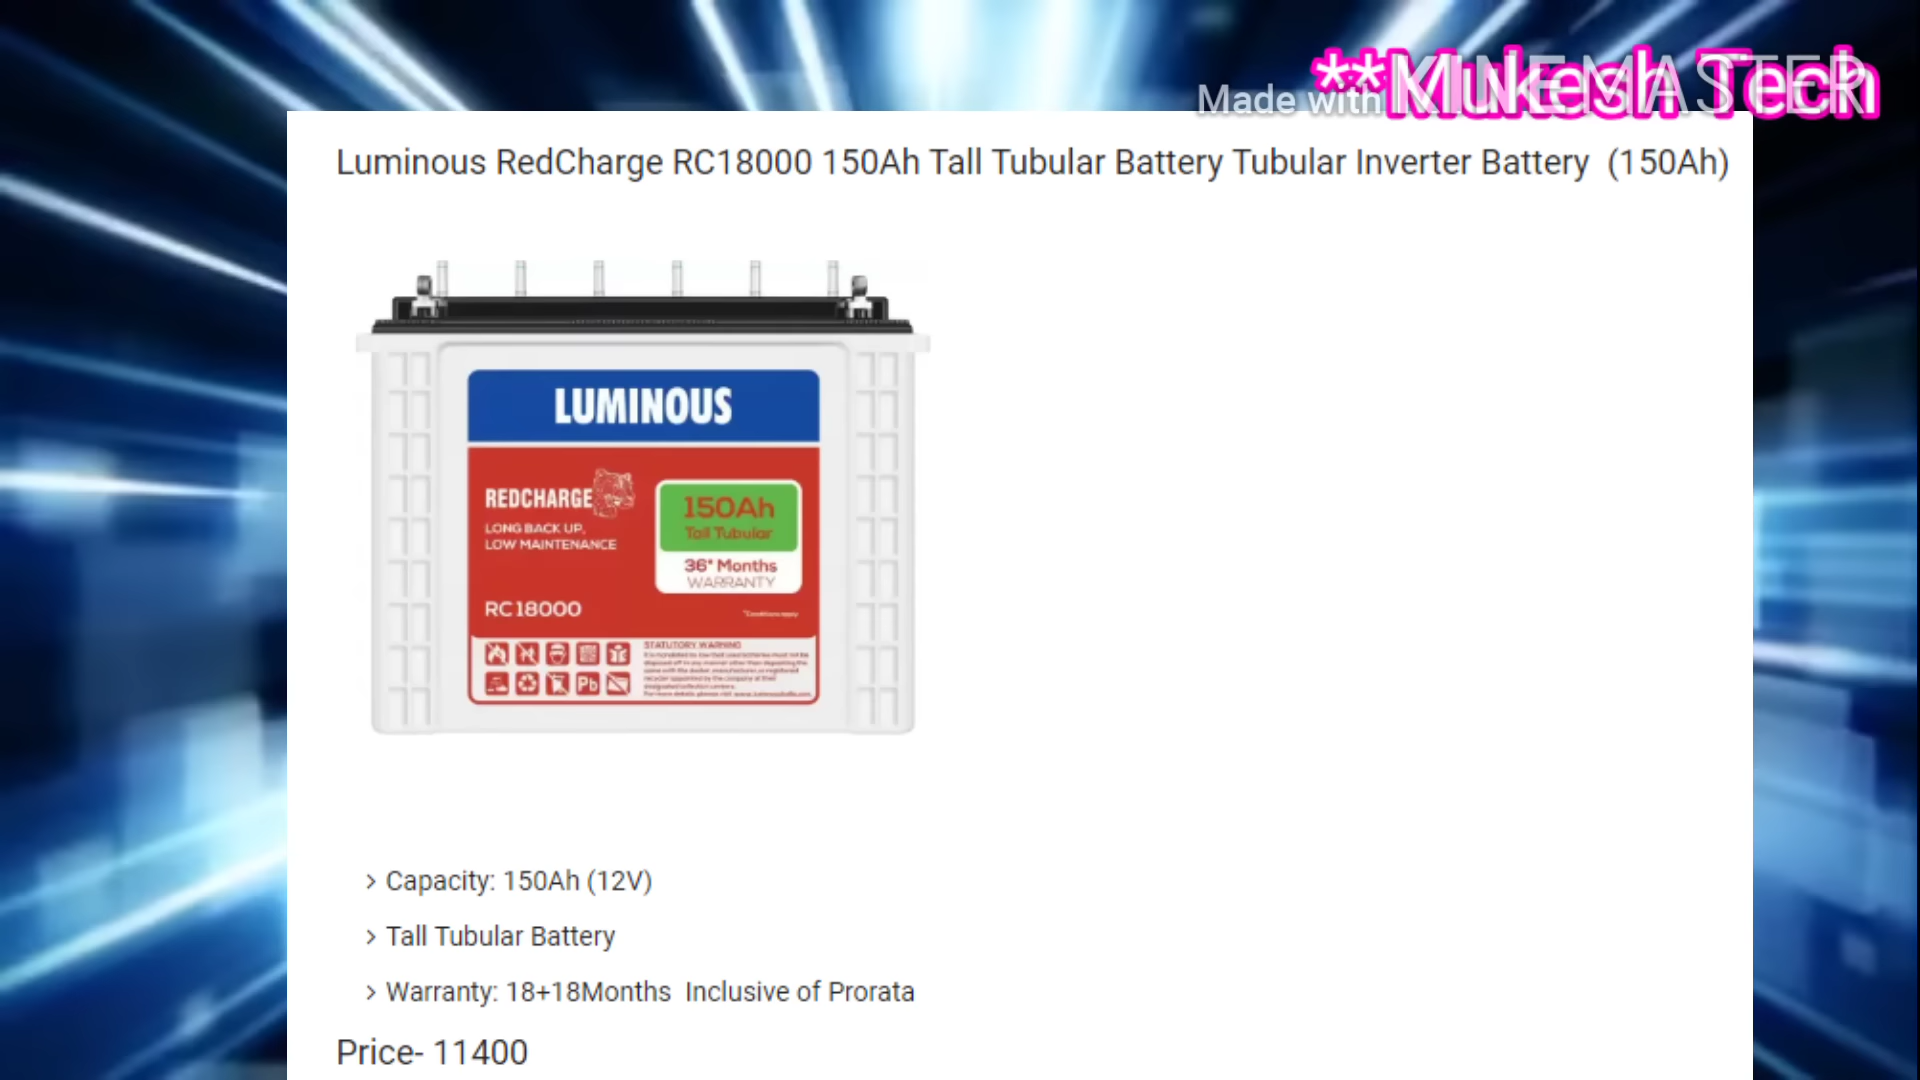 **Mukesh Tech
Made with KINEMASTER
Luminous RedCharge RC18000 150Ah Tall Tubular Battery Tubular Inverter Battery (150Ah)
LUMINOUS
REDCHARGE
LONG BACK UP,
LOW MAINTENANCE
150Ah
Tall Tubular
36* Months
WARRANTY
RC18000
*Conditions apply
STATUTORY WARNING
Pb
> Capacity: 150Ah (12V)
> Tall Tubular Battery
> Warranty: 18+18Months Inclusive of Prorata
Price- 11400